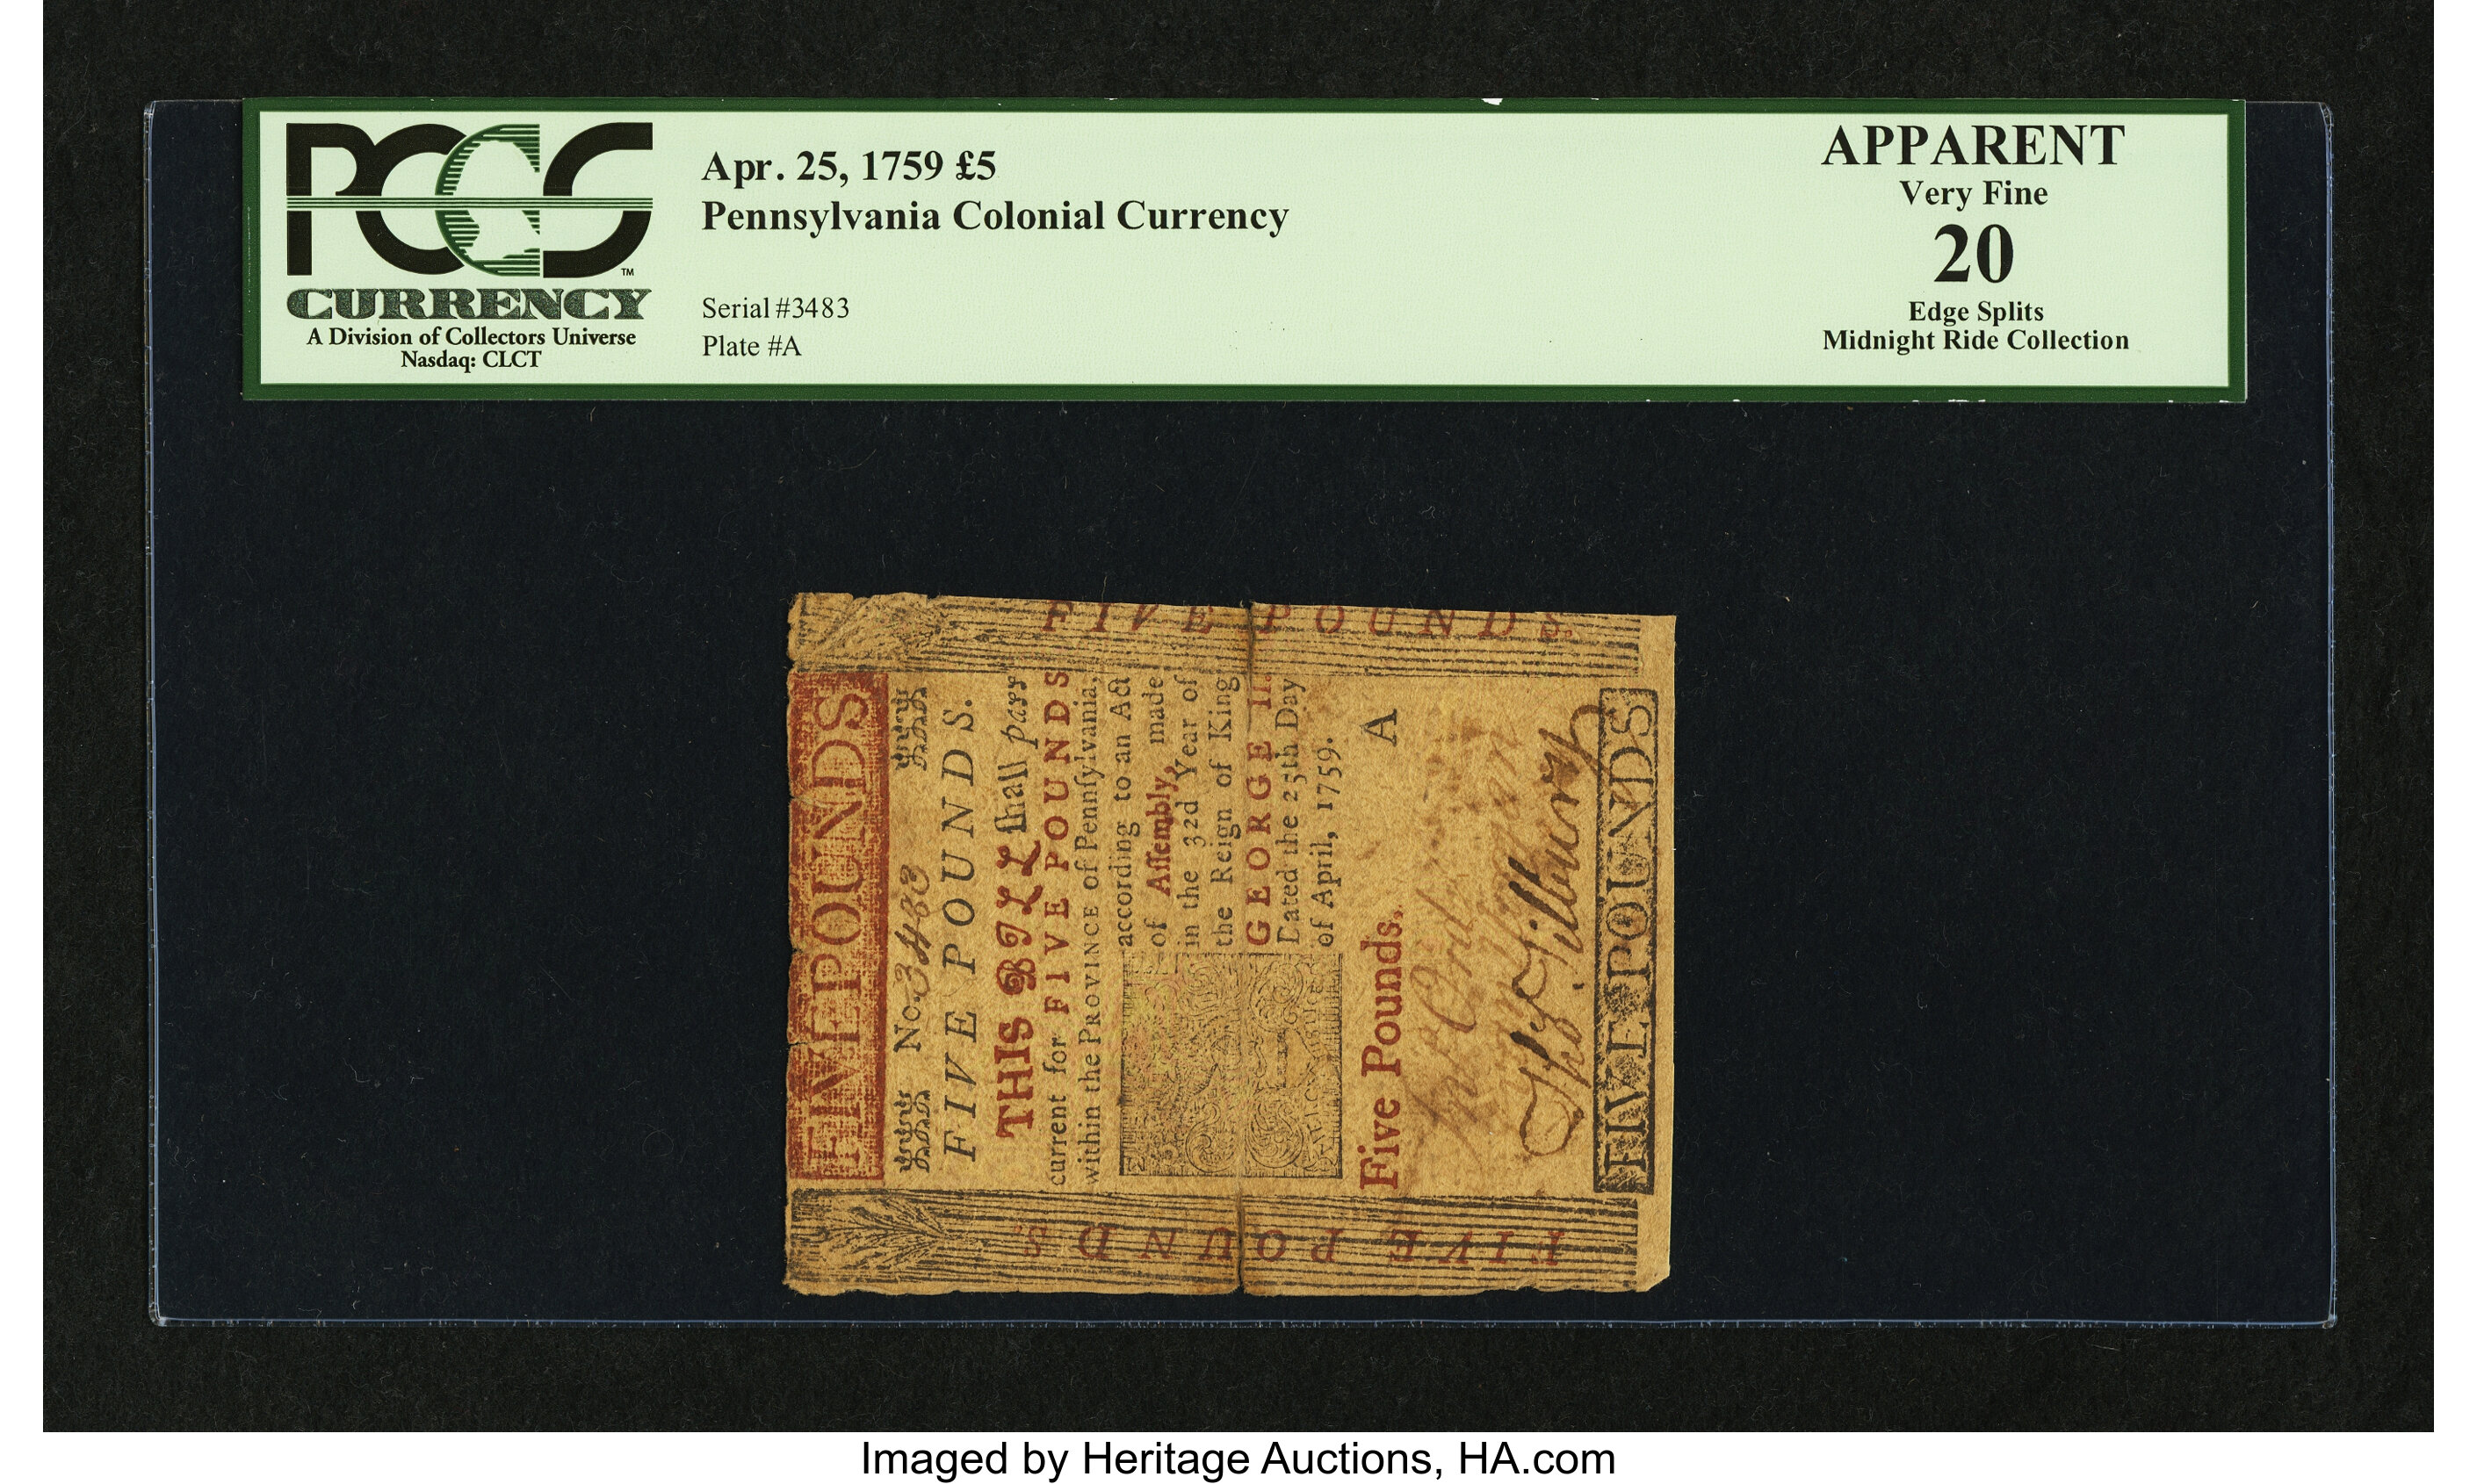 PCGS
CURRENCY
A Division of Collectors Universe
Nasdaq: CLCT
Apr. 25, 1759 £5
Pennsylvania Colonial Currency
Serial #3483
Plate #A
APPARENT
Very Fine
20
Edge Splits
Midnight Ride Collection
FIVE POUNDS
No. 3483
FIVE POUNDS.
THIS BILL ſhall paſs
current for FIVE POUNDS
within the PROVINCE of Pennſylvania,
according to an Act
of Aſſembly, made
in the 32d Year of
the Reign of King
GEORGE II.
Dated the 25th Day
of April, 1759.
Five Pounds. A
FIVE POUNDS
FIVE POUNDS.
FIVE POUNDS.
Imaged by Heritage Auctions, HA.com